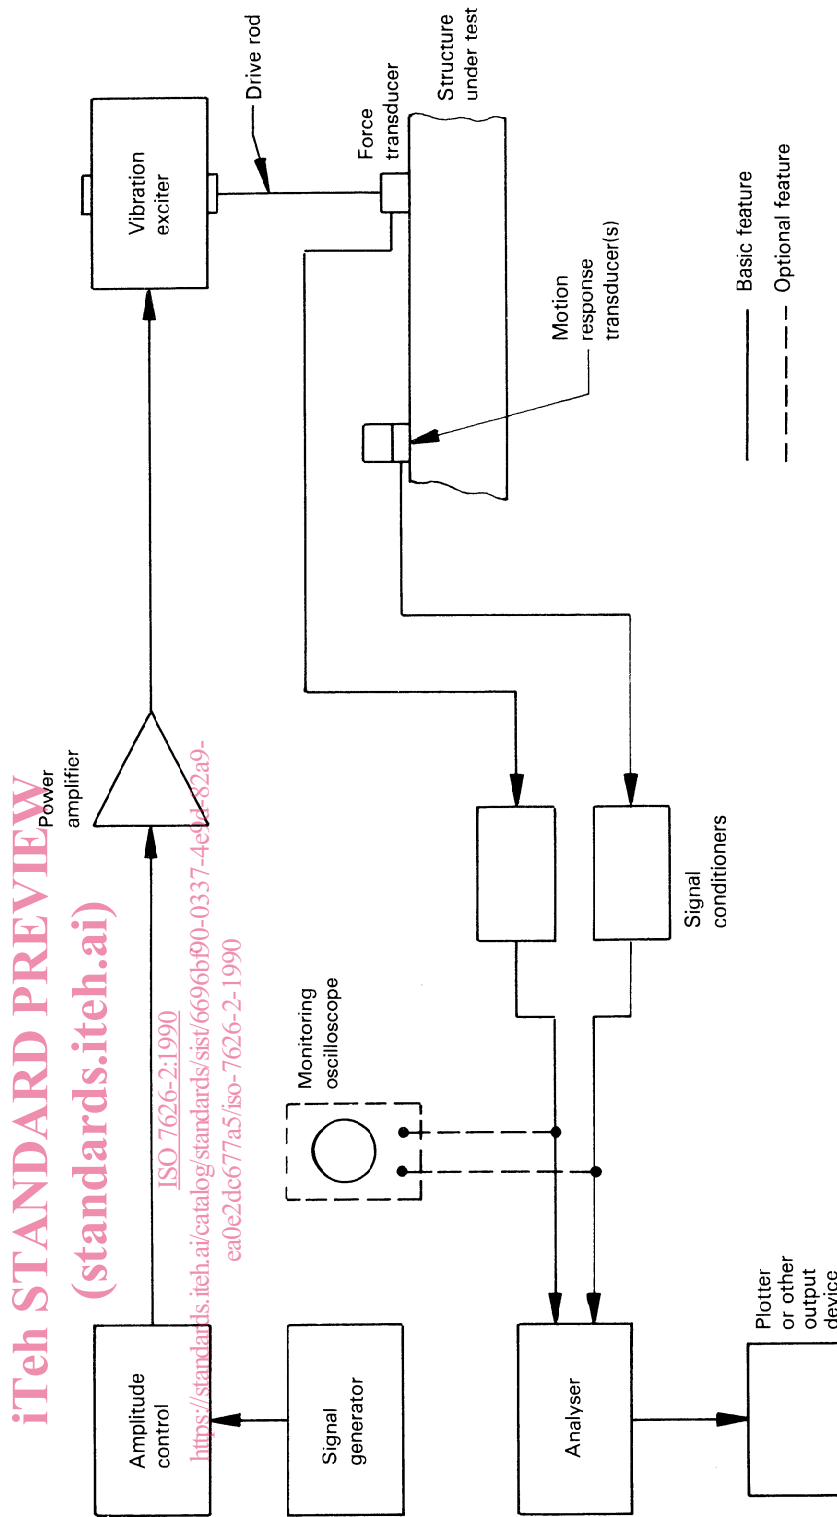 iTeh STANDARD PREVIEW
(standards.iteh.ai)
ISO 7626-2:1990
https://standards.iteh.ai/catalog/standards/sist/6696bf90-0337-4e9d-82a9-
ea0e2dc677a5/iso-7626-2-1990
Amplitude
control
Power
amplifier
Vibration
exciter
Drive rod
Signal
generator
Monitoring
oscilloscope
Force
transducer
Structure
under test
Motion
response
transducer(s)
Analyser
Signal
conditioners
Basic feature
Optional feature
Plotter
or other
output
device